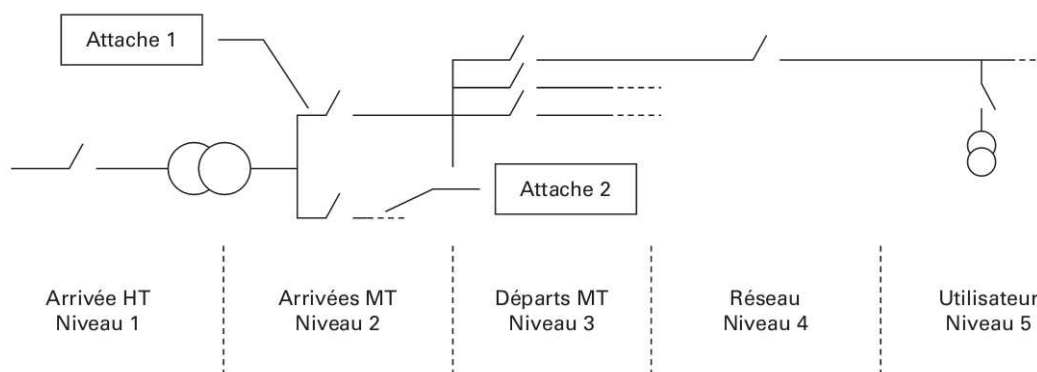 Attache 1
Attache 2
Arrivée HT
Niveau 1
Arrivées MT
Niveau 2
Départs MT
Niveau 3
Réseau
Niveau 4
Utilisateur
Niveau 5